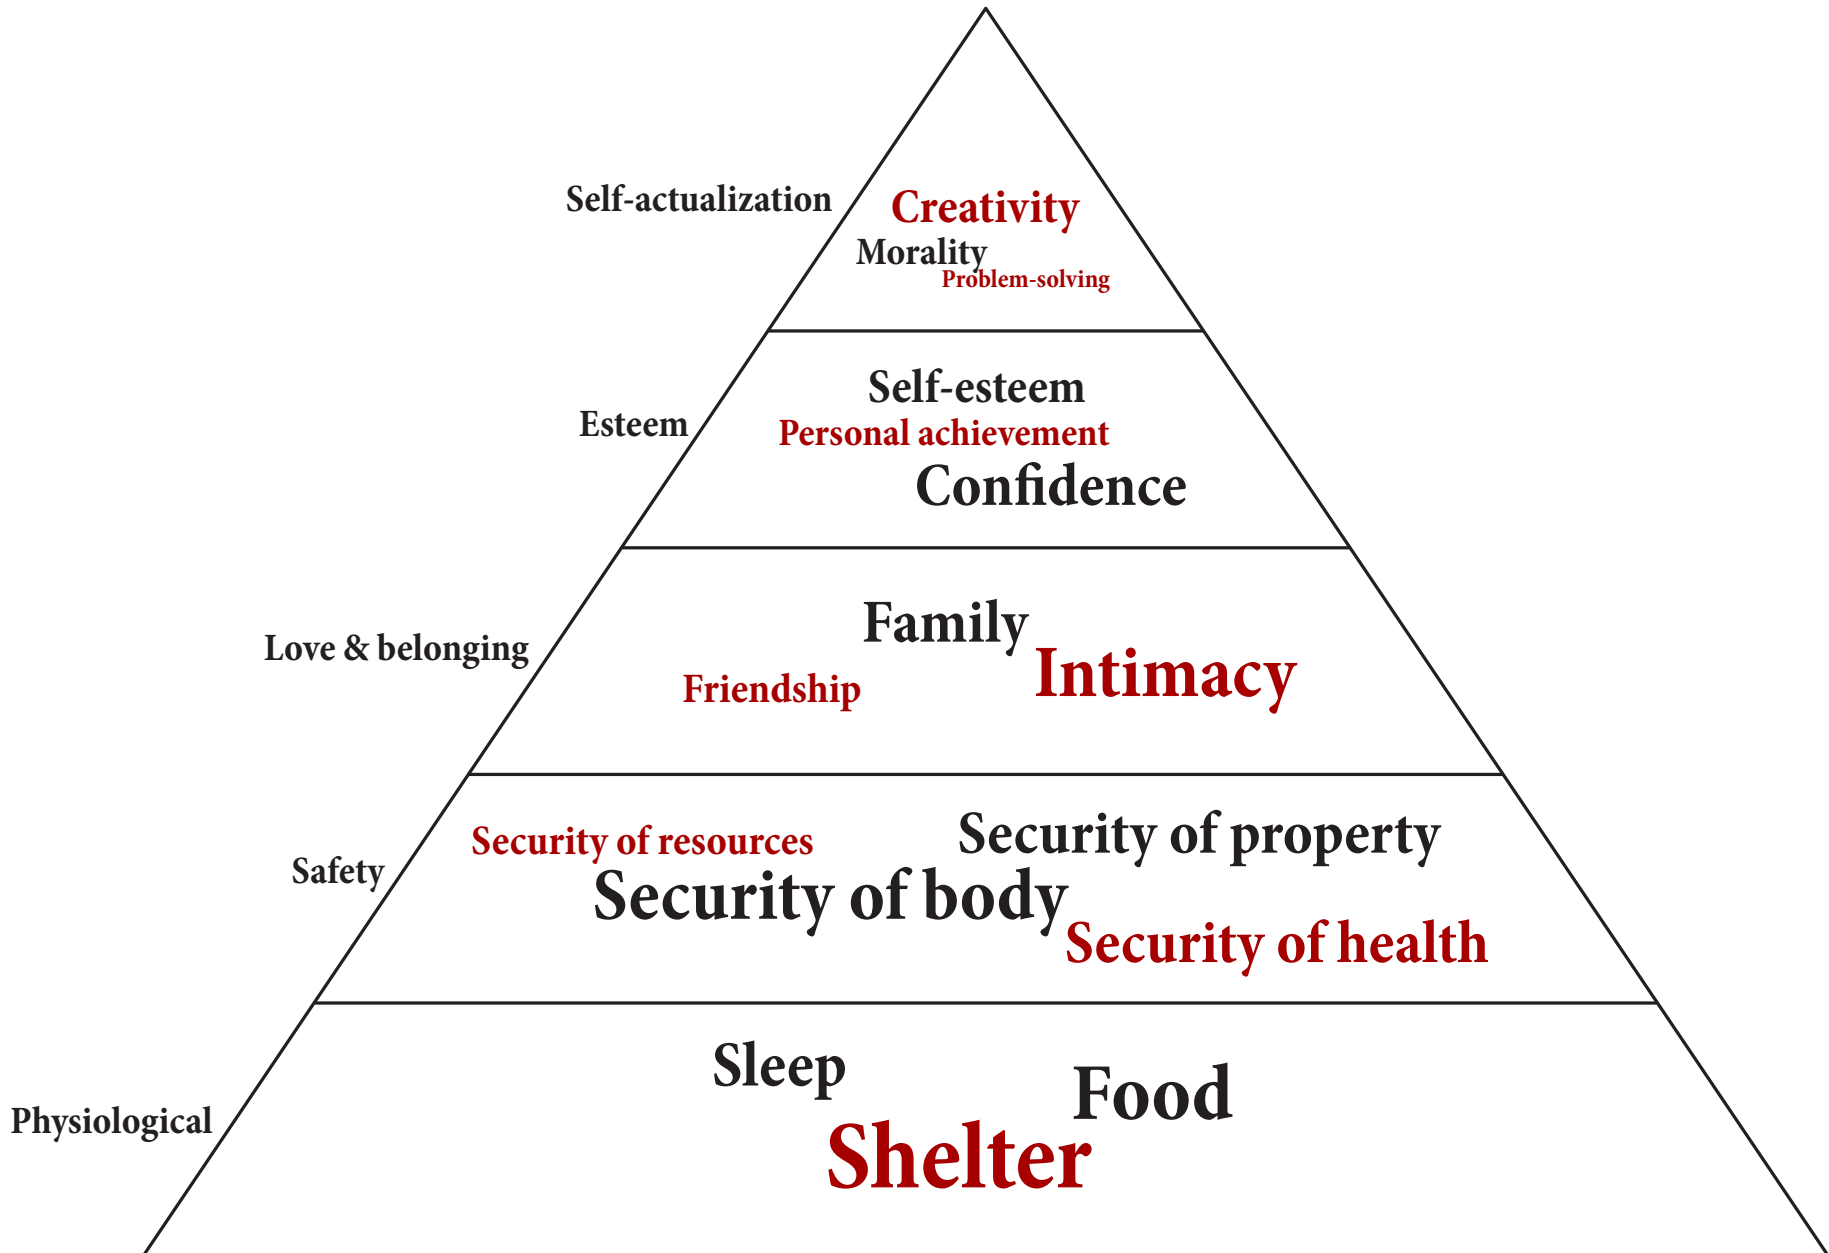 Self-actualization
Creativity
Morality
Problem-solving
Esteem
Self-esteem
Personal achievement
Confidence
Love & belonging
Family
Intimacy
Friendship
Safety
Security of resources
Security of property
Security of body
Security of health
Physiological
Sleep
Food
Shelter